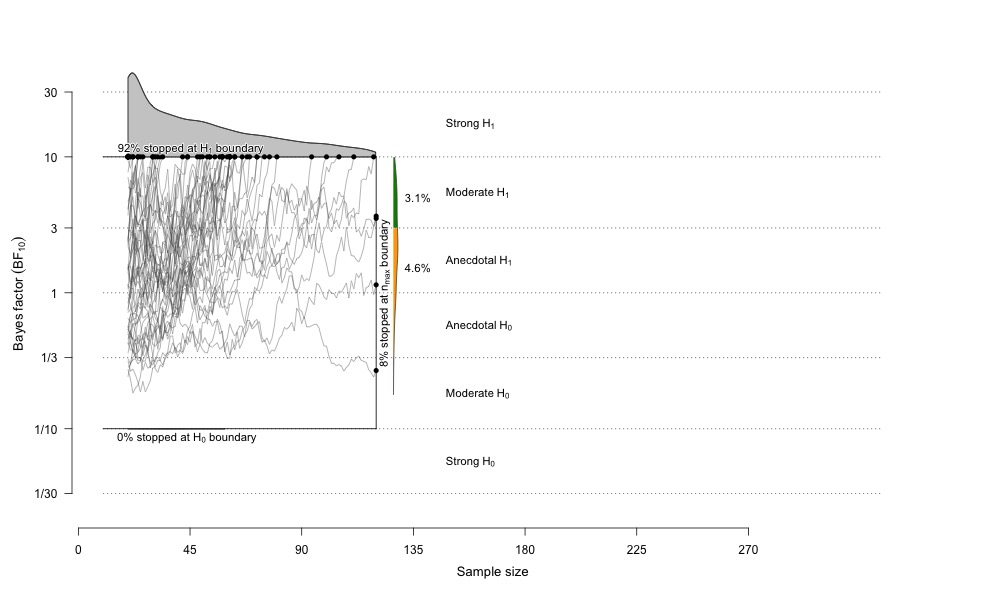 30
Strong H₁
92% stopped at H₁ boundary
10
Moderate H₁
3.1%
3
Anecdotal H₁
4.6%
8% stopped at nₘₐₓ boundary
Bayes factor (BF₁₀)
1
Anecdotal H₀
1/3
Moderate H₀
1/10
0% stopped at H₀ boundary
Strong H₀
1/30
0 45 90 135 180 225 270
Sample size